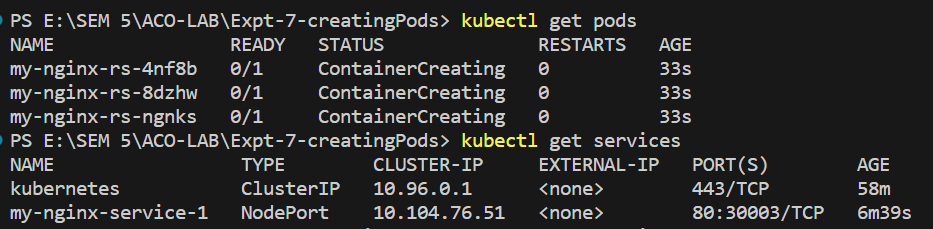 PS E:\SEM 5\ACO-LAB\Expt-7-creatingPods> kubectl get pods
NAME READY STATUS RESTARTS AGE
my-nginx-rs-4nf8b 0/1 ContainerCreating 0 33s
my-nginx-rs-8dzhw 0/1 ContainerCreating 0 33s
my-nginx-rs-ngnks 0/1 ContainerCreating 0 33s
PS E:\SEM 5\ACO-LAB\Expt-7-creatingPods> kubectl get services
NAME TYPE CLUSTER-IP EXTERNAL-IP PORT(S) AGE
kubernetes ClusterIP 10.96.0.1 <none> 443/TCP 58m
my-nginx-service-1 NodePort 10.104.76.51 <none> 80:30003/TCP 6m39s